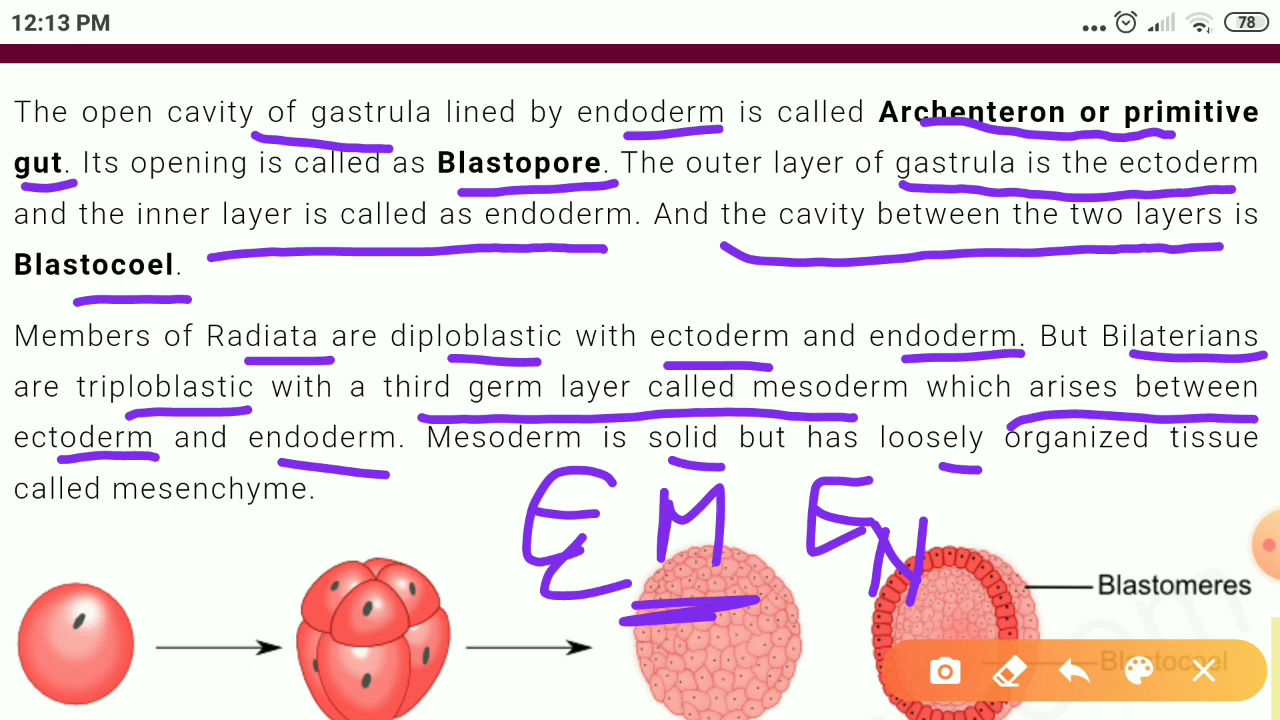 12:13 PM
78
The open cavity of gastrula lined by endoderm is called Archenteron or primitive
gut. Its opening is called as Blastopore. The outer layer of gastrula is the ectoderm
and the inner layer is called as endoderm. And the cavity between the two layers is
Blastocoel.
Members of Radiata are diploblastic with ectoderm and endoderm. But Bilaterians
are triploblastic with a third germ layer called mesoderm which arises between
ectoderm and endoderm. Mesoderm is solid but has loosely organized tissue
called mesenchyme.
M EN
Blastomeres
Blastocoel